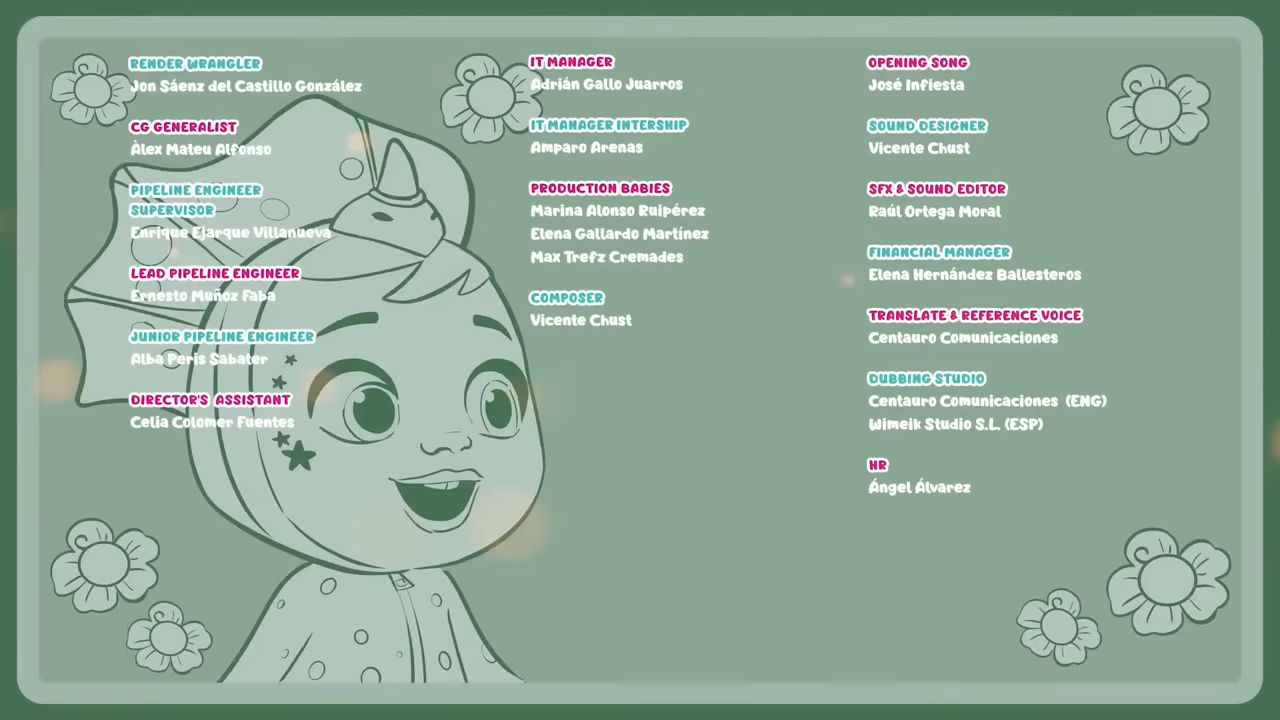 RENDER WRANGLER
Jon Sáenz del Castillo González
CG GENERALIST
Àlex Mateu Alfonso
PIPELINE ENGINEER
SUPERVISOR
Enrique Ejarque Villanueva
LEAD PIPELINE ENGINEER
Ernesto Muñoz Faba
JUNIOR PIPELINE ENGINEER
Alba Peris Sabater
DIRECTOR'S ASSISTANT
Celia Colomer Fuentes
IT MANAGER
Adrián Gallo Juarros
IT MANAGER INTERSHIP
Amparo Arenas
PRODUCTION BABIES
Marina Alonso Ruipérez
Elena Gallardo Martínez
Max Trefz Cremades
COMPOSER
Vicente Chust
OPENING SONG
José Infiesta
SOUND DESIGNER
Vicente Chust
SFX & SOUND EDITOR
Raúl Ortega Moral
FINANCIAL MANAGER
Elena Hernández Ballesteros
TRANSLATE & REFERENCE VOICE
Centauro Comunicaciones
DUBBING STUDIO
Centauro Comunicaciones (ENG)
Wimeik Studio S.L. (ESP)
HR
Ángel Álvarez